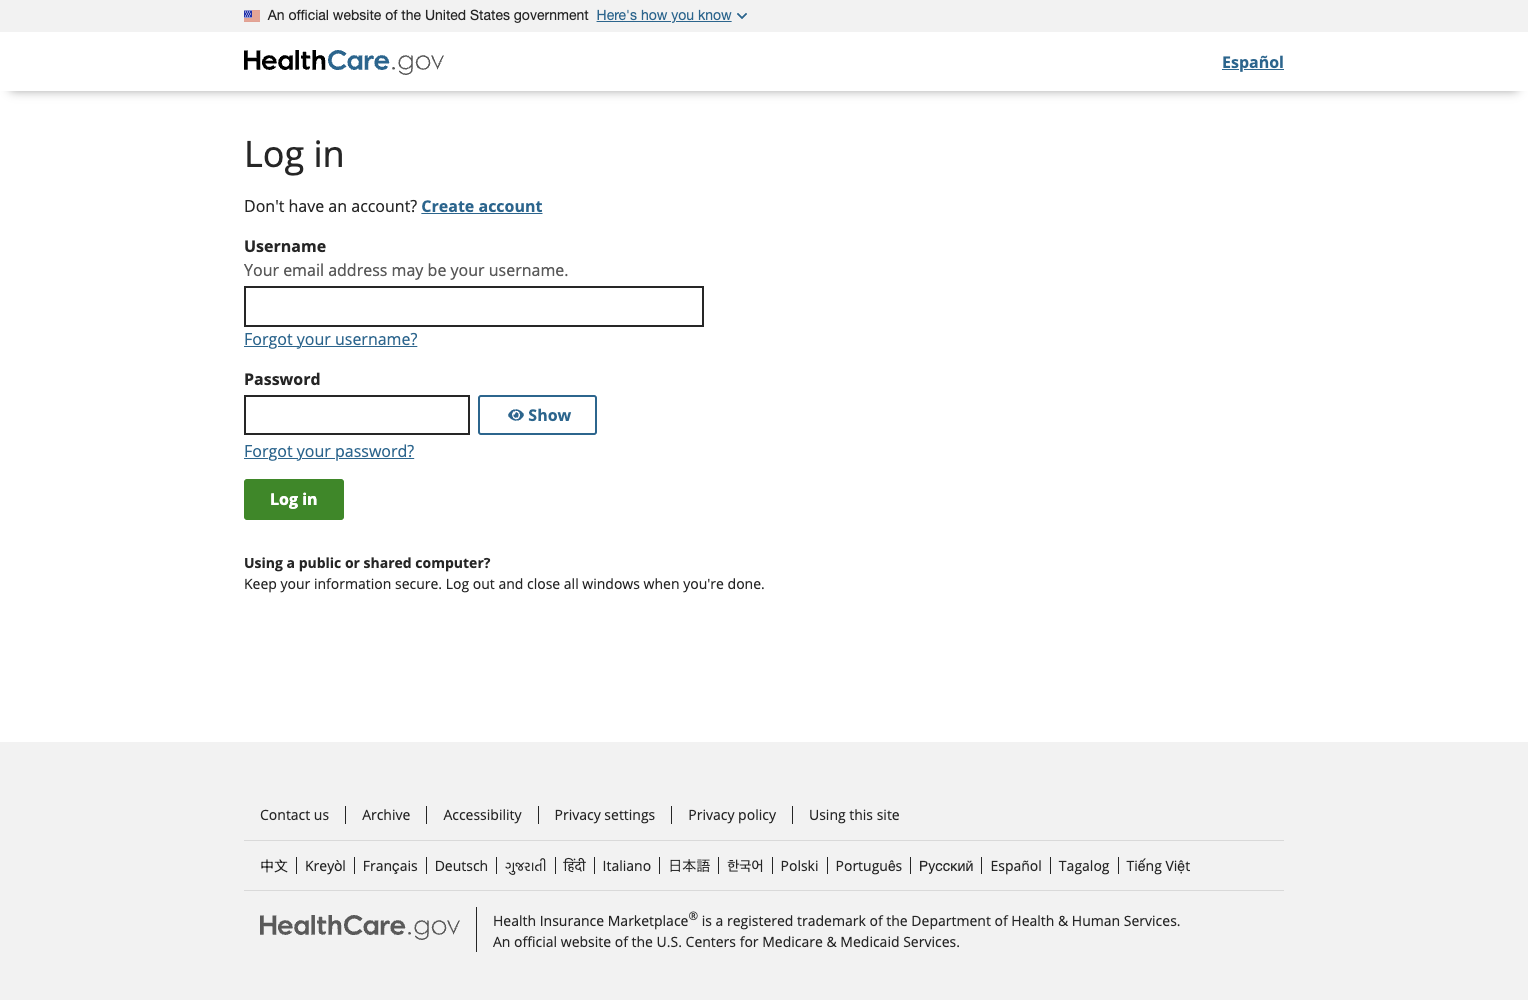 An official website of the United States government Here's how you know
HealthCare.gov
Español
Log in
Don't have an account? Create account
Username
Your email address may be your username.
Forgot your username?
Password
Show
Forgot your password?
Log in
Using a public or shared computer?
Keep your information secure. Log out and close all windows when you're done.
Contact us Archive Accessibility Privacy settings Privacy policy Using this site
中文 Kreyòl Français Deutsch ગુજરાતી हिंदी Italiano 日本語 한국어 Polski Português Русский Español Tagalog Tiếng Việt
HealthCare.gov
Health Insurance Marketplace® is a registered trademark of the Department of Health & Human Services.
An official website of the U.S. Centers for Medicare & Medicaid Services.